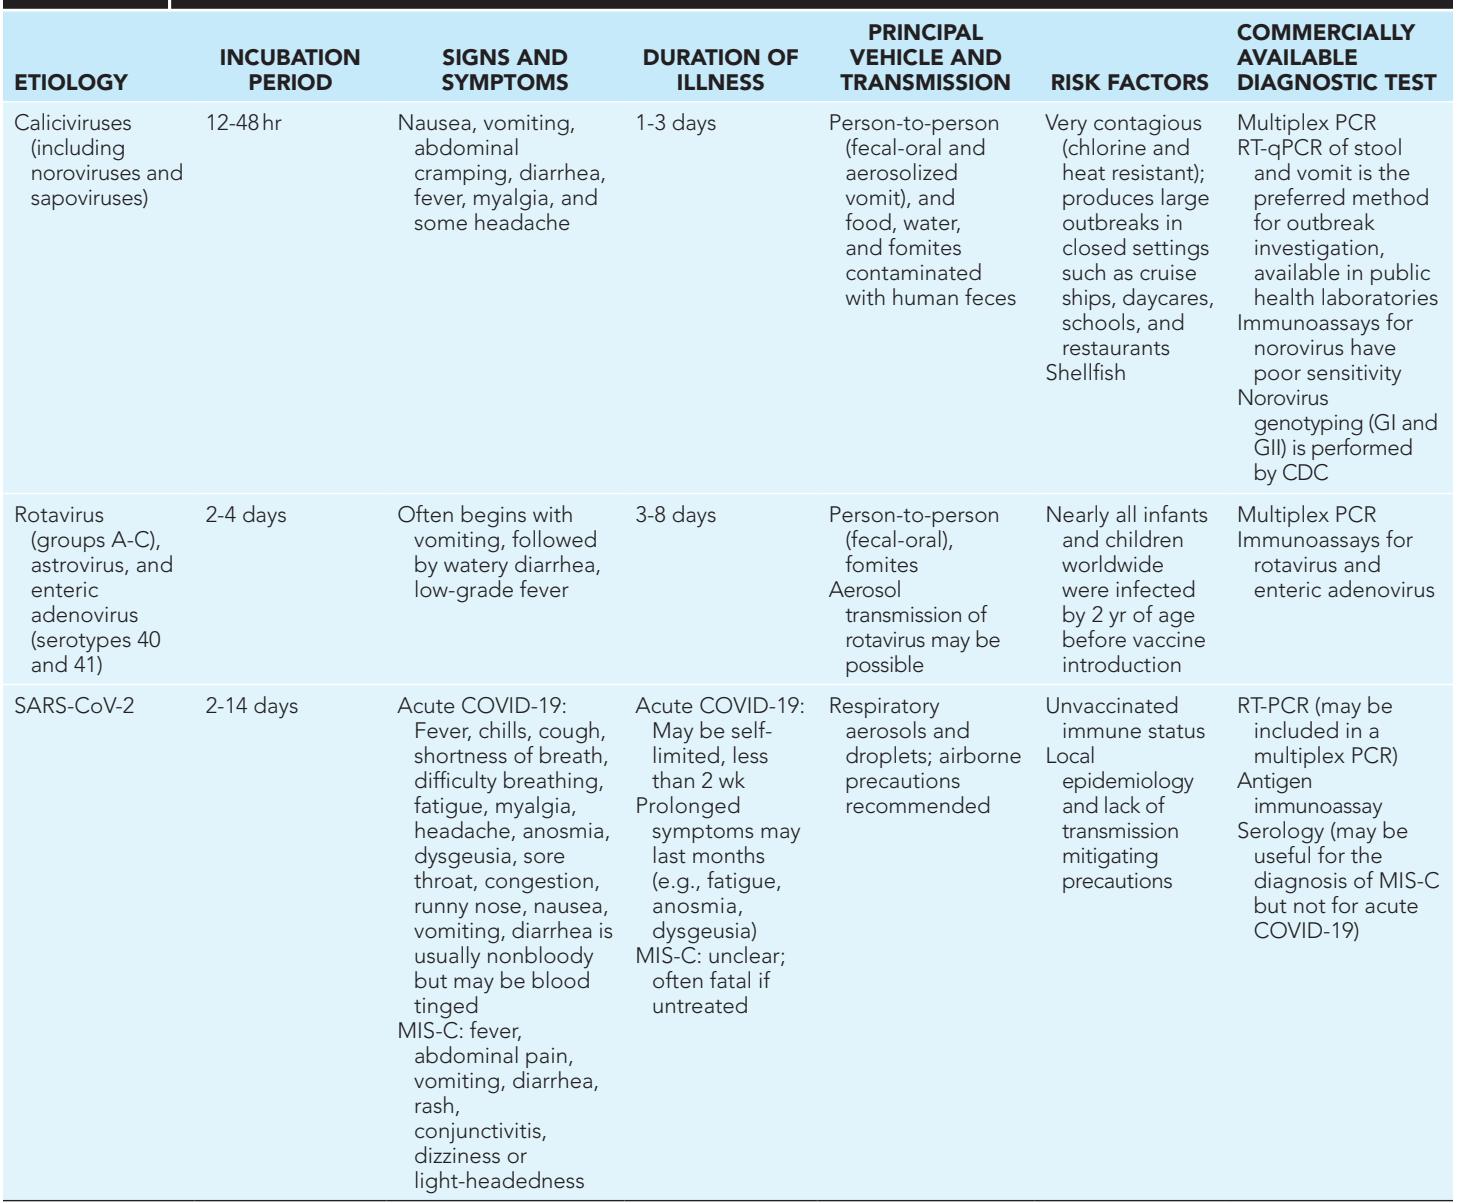 ETIOLOGY
INCUBATION
PERIOD
SIGNS AND
SYMPTOMS
DURATION OF
ILLNESS
PRINCIPAL
VEHICLE AND
TRANSMISSION
RISK FACTORS
COMMERCIALLY
AVAILABLE
DIAGNOSTIC TEST
Caliciviruses
(including
noroviruses and
sapoviruses)
12-48 hr
Nausea, vomiting,
abdominal
cramping, diarrhea,
fever, myalgia, and
some headache
1-3 days
Person-to-person
(fecal-oral and
aerosolized
vomit), and
food, water,
and fomites
contaminated
with human feces
Very contagious
(chlorine and
heat resistant);
produces large
outbreaks in
closed settings
such as cruise
ships, daycares,
schools, and
restaurants
Shellfish
Multiplex PCR
RT-qPCR of stool
and vomit is the
preferred method
for outbreak
investigation,
available in public
health laboratories
Immunoassays for
norovirus have
poor sensitivity
Norovirus
genotyping (GI and
GII) is performed
by CDC
Rotavirus
(groups A-C),
astrovirus, and
enteric
adenovirus
(serotypes 40
and 41)
2-4 days
Often begins with
vomiting, followed
by watery diarrhea,
low-grade fever
3-8 days
Person-to-person
(fecal-oral),
fomites
Aerosol
transmission of
rotavirus may be
possible
Nearly all infants
and children
worldwide
were infected
by 2 yr of age
before vaccine
introduction
Multiplex PCR
Immunoassays for
rotavirus and
enteric adenovirus
SARS-CoV-2
2-14 days
Acute COVID-19:
Fever, chills, cough,
shortness of breath,
difficulty breathing,
fatigue, myalgia,
headache, anosmia,
dysgeusia, sore
throat, congestion,
runny nose, nausea,
vomiting, diarrhea is
usually nonbloody
but may be blood
tinged
MIS-C: fever,
abdominal pain,
vomiting, diarrhea,
rash,
conjunctivitis,
dizziness or
light-headedness
Acute COVID-19:
May be self-
limited, less
than 2 wk
Prolonged
symptoms may
last months
(e.g., fatigue,
anosmia,
dysgeusia)
MIS-C: unclear;
often fatal if
untreated
Respiratory
aerosols and
droplets; airborne
precautions
recommended
Unvaccinated
immune status
Local
epidemiology
and lack of
transmission
mitigating
precautions
RT-PCR (may be
included in a
multiplex PCR)
Antigen
immunoassay
Serology (may be
useful for the
diagnosis of MIS-C
but not for acute
COVID-19)